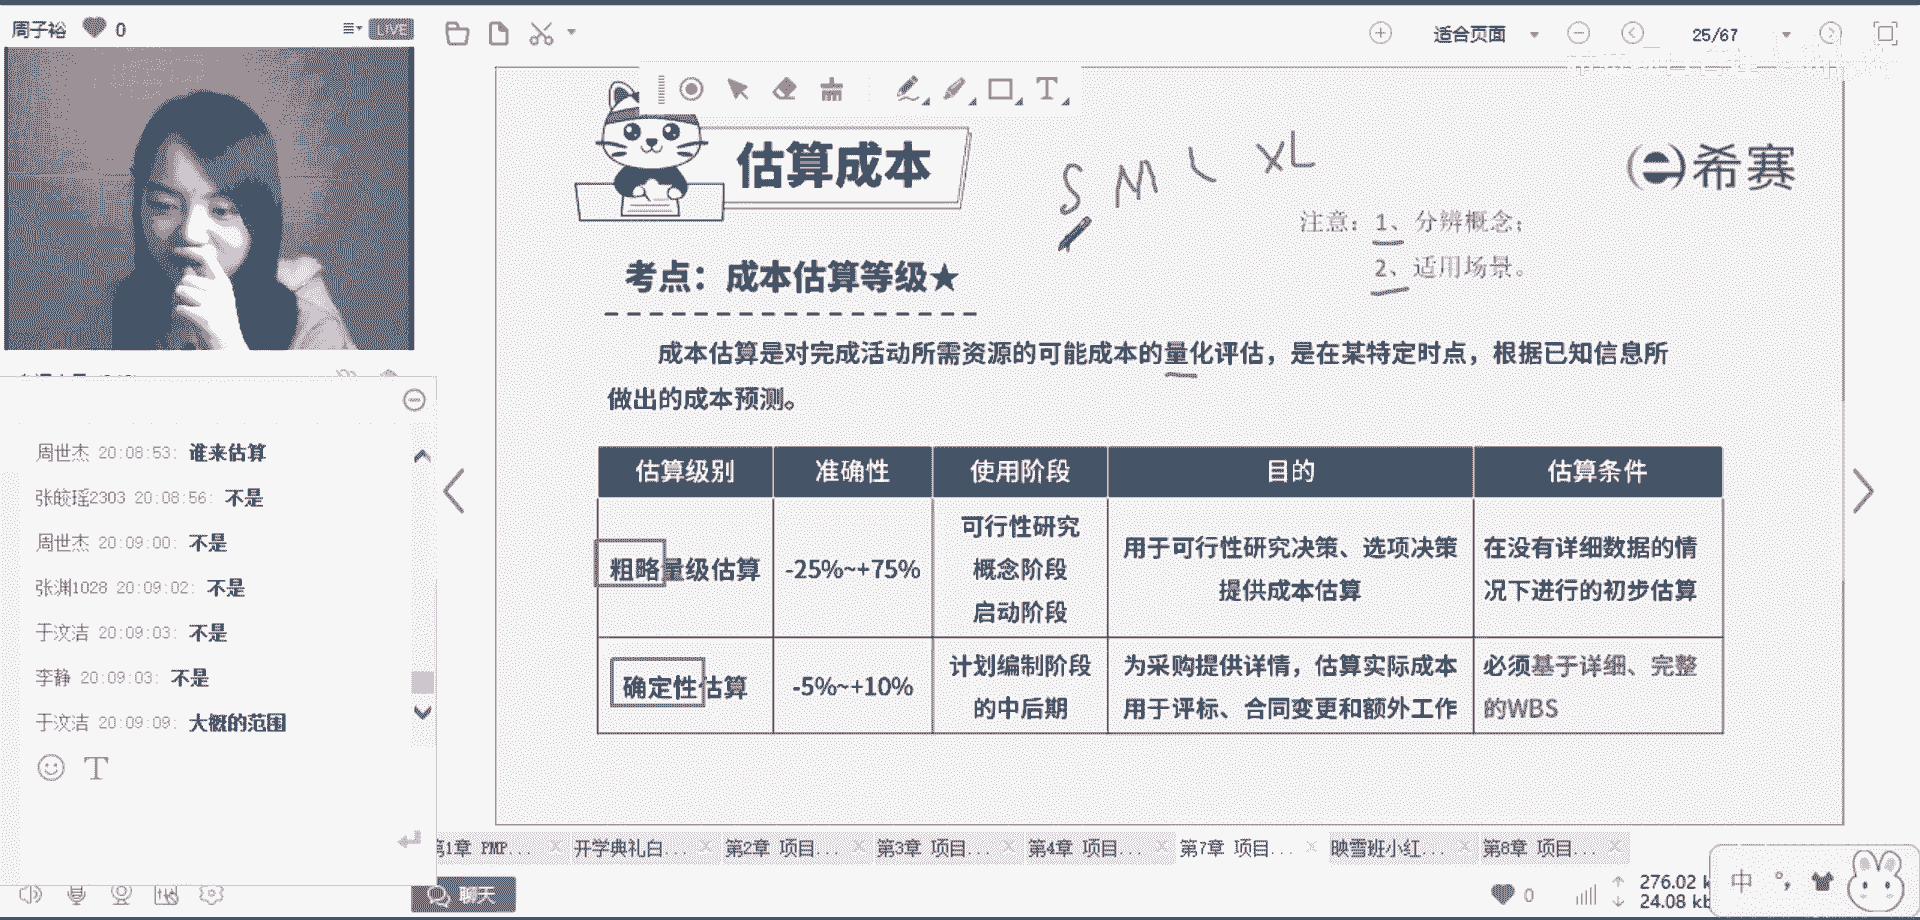 周子裕 0
LIVE
适合页面
25/67
估算成本
S M L XL
希赛
注意：1、分辨概念；
2、适用场景。
考点：成本估算等级★
成本估算是对完成活动所需资源的可能成本的量化评估，是在某特定时点，根据已知信息所
做出的成本预测。
估算级别 准确性 使用阶段 目的 估算条件
粗略量级估算 -25%~+75% 可行性研究 概念阶段 启动阶段 用于可行性研究决策、选项决策 提供成本估算 在没有详细数据的情 况下进行的初步估算
确定性估算 -5%~+10% 计划编制阶段 的中后期 为采购提供详情，估算实际成本 用于评标、合同变更和额外工作 必须基于详细、完整 的WBS
周世杰 20:08:53: 谁来估算
张皎瑶2303 20:08:56: 不是
周世杰 20:09:00: 不是
张渊1028 20:09:02: 不是
于汶洁 20:09:03: 不是
李静 20:09:03: 不是
于汶洁 20:09:09: 大概的范围
第1章 PMP... 开学典礼白... 第2章 项目... 第3章 项目... 第4章 项目... 第7章 项目... 映雪班小红... 第8章 项目...
聊天
0
276.02 k
24.08 kb
中